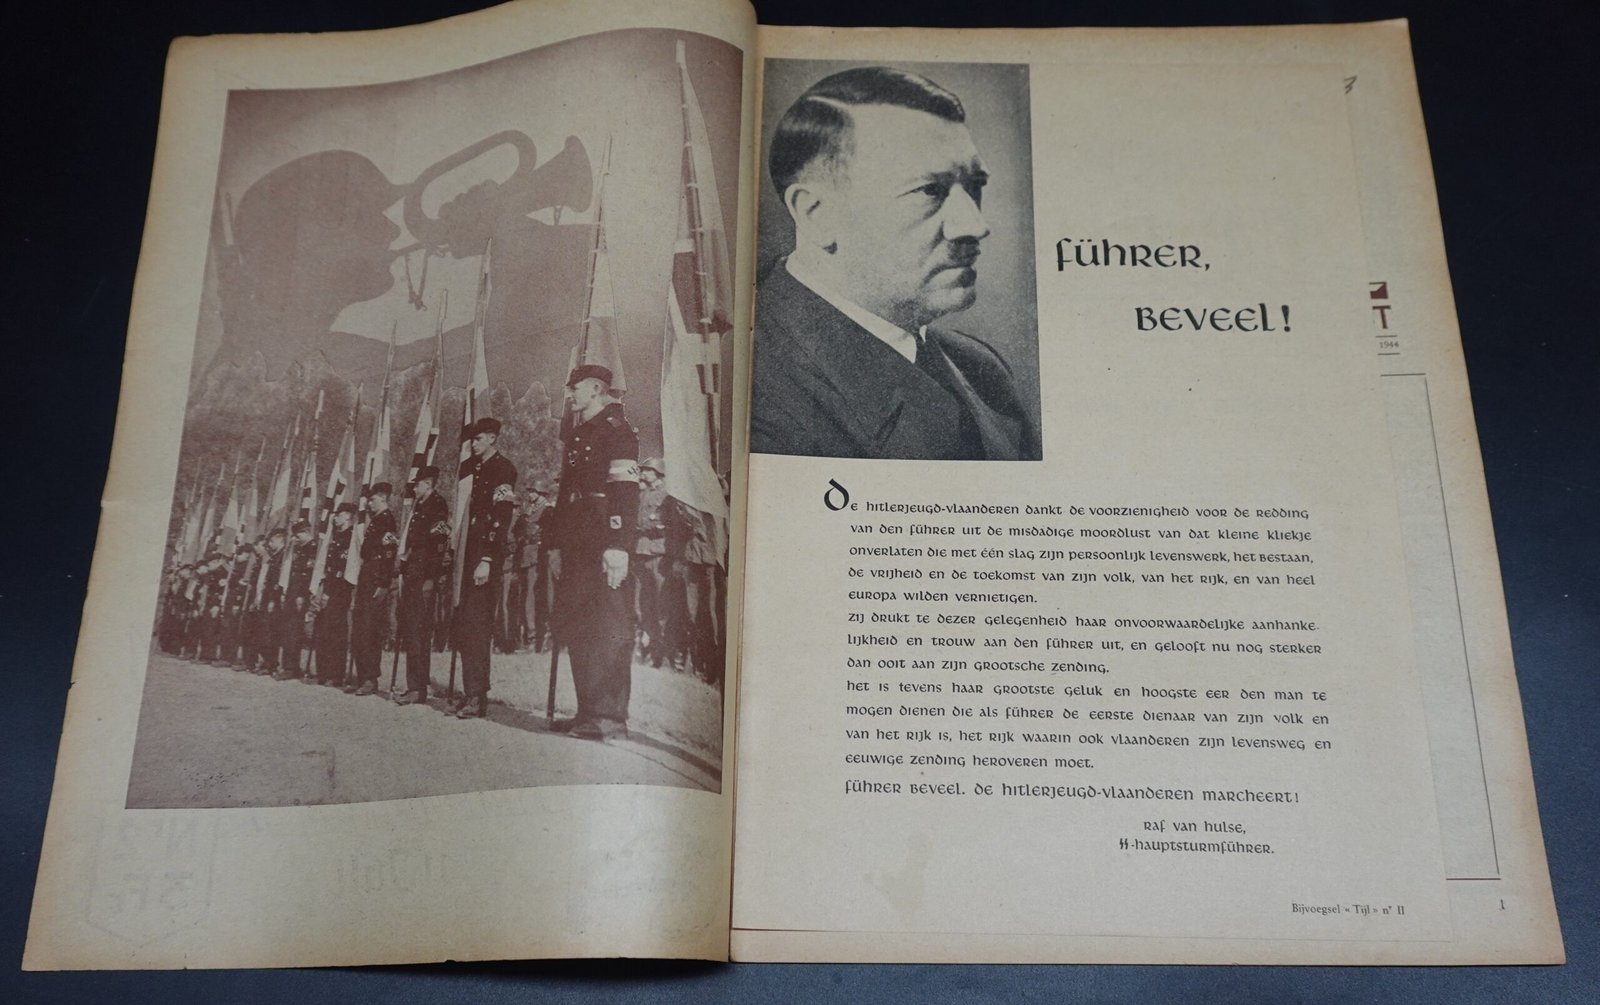 Führer,
Beveel!
T
1944
De Hitlerjeugd-Vlaanderen dankt de voorzienigheid voor de redding
van den Führer uit de misdadige moordlust van dat kleine kliekje
onverlaten die met één slag zijn persoonlijk levenswerk, het bestaan,
de vrijheid en de toekomst van zijn volk, van het Rijk, en van heel
Europa wilden vernietigen.
Zij drukt te dezer gelegenheid haar onvoorwaardelijke aanhanke-
lijkheid en trouw aan den Führer uit, en gelooft nu nog sterker
dan ooit aan zijn grootsche zending.
Het is tevens haar grootste geluk en hoogste eer den man te
mogen dienen die als Führer de eerste dienaar van zijn volk en
van het Rijk is, het Rijk waarin ook Vlaanderen zijn levensweg en
eeuwige zending heroveren moet.
Führer beveel. De Hitlerjeugd-Vlaanderen marcheert!
Raf Van Hulse,
SS-Hauptsturmführer.
Bijvoegsel « Tijl » nr II
1